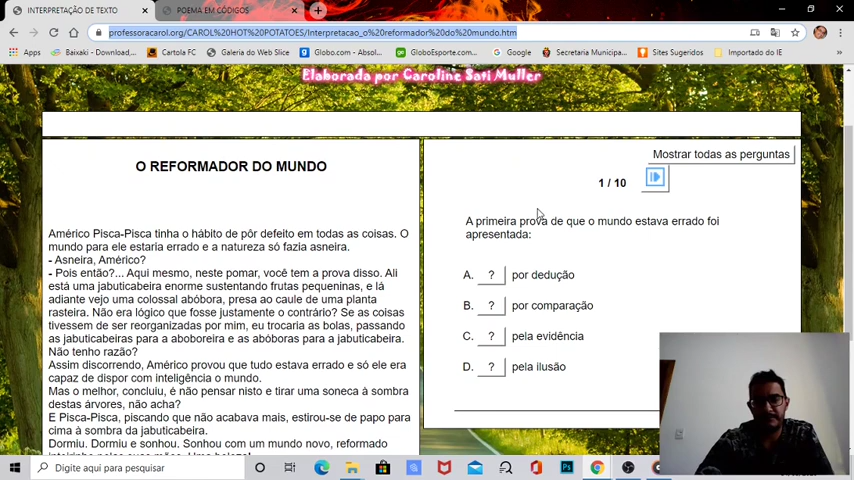 INTERPRETAÇÃO DE TEXTO
POEMA EM CÓDIGOS
professoracarol.org/CAROL%20HOT%20POTATOES/Interpretacao_o%20reformador%20do%20mundo.htm
Apps
Baixaki - Download,...
Cartola FC
Galeria do Web Slice
Globo.com - Absol...
GloboEsporte.com...
Google
Secretaria Municipa...
Sites Sugeridos
Importado do IE
Elaborada por Caroline Sati Muller
Mostrar todas as perguntas
1 / 10
O REFORMADOR DO MUNDO
Américo Pisca-Pisca tinha o hábito de pôr defeito em todas as coisas. O
mundo para ele estaria errado e a natureza só fazia asneira.
- Asneira, Américo?
- Pois então?... Aqui mesmo, neste pomar, você tem a prova disso. Ali
está uma jabuticabeira enorme sustentando frutas pequeninas, e lá
adiante vejo uma colossal abóbora, presa ao caule de uma planta
rasteira. Não era lógico que fosse justamente o contrário? Se as coisas
tivessem de ser reorganizadas por mim, eu trocaria as bolas, passando
as jabuticabeiras para a aboboreira e as abóboras para a jabuticabeira.
Não tenho razão?
Assim discorrendo, Américo provou que tudo estava errado e só ele era
capaz de dispor com inteligência o mundo.
Mas o melhor, concluiu, é não pensar nisto e tirar uma soneca à sombra
destas árvores, não acha?
E Pisca-Pisca, piscando que não acabava mais, estirou-se de papo para
cima à sombra da jabuticabeira.
Dormiu. Dormiu e sonhou. Sonhou com um mundo novo, reformado
A primeira prova de que o mundo estava errado foi
apresentada:
A. ? por dedução
B. ? por comparação
C. ? pela evidência
D. ? pela ilusão
Digite aqui para pesquisar